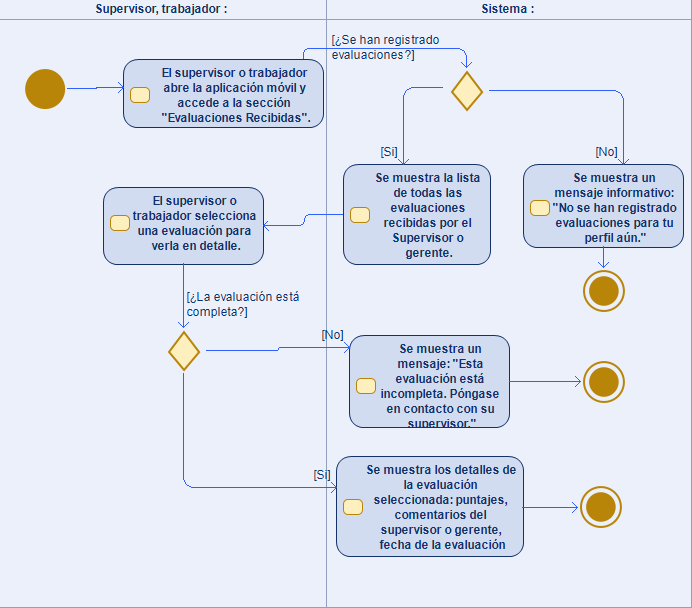 Supervisor, trabajador :
Sistema :
[¿Se han registrado
evaluaciones?]
El supervisor o trabajador
abre la aplicación móvil y
accede a la sección
"Evaluaciones Recibidas".
[Si]
[No]
Se muestra la lista
de todas las
evaluaciones
recibidas por el
Supervisor o
gerente.
Se muestra un
mensaje informativo:
"No se han registrado
evaluaciones para tu
perfil aún."
El supervisor o
trabajador selecciona
una evaluación para
verla en detalle.
[¿La evaluación está
completa?]
[No]
Se muestra un
mensaje: "Esta
evaluación está
incompleta. Póngase
en contacto con su
supervisor."
[Si]
Se muestra los detalles de
la evaluación
seleccionada: puntajes,
comentarios del
supervisor o gerente,
fecha de la evaluación